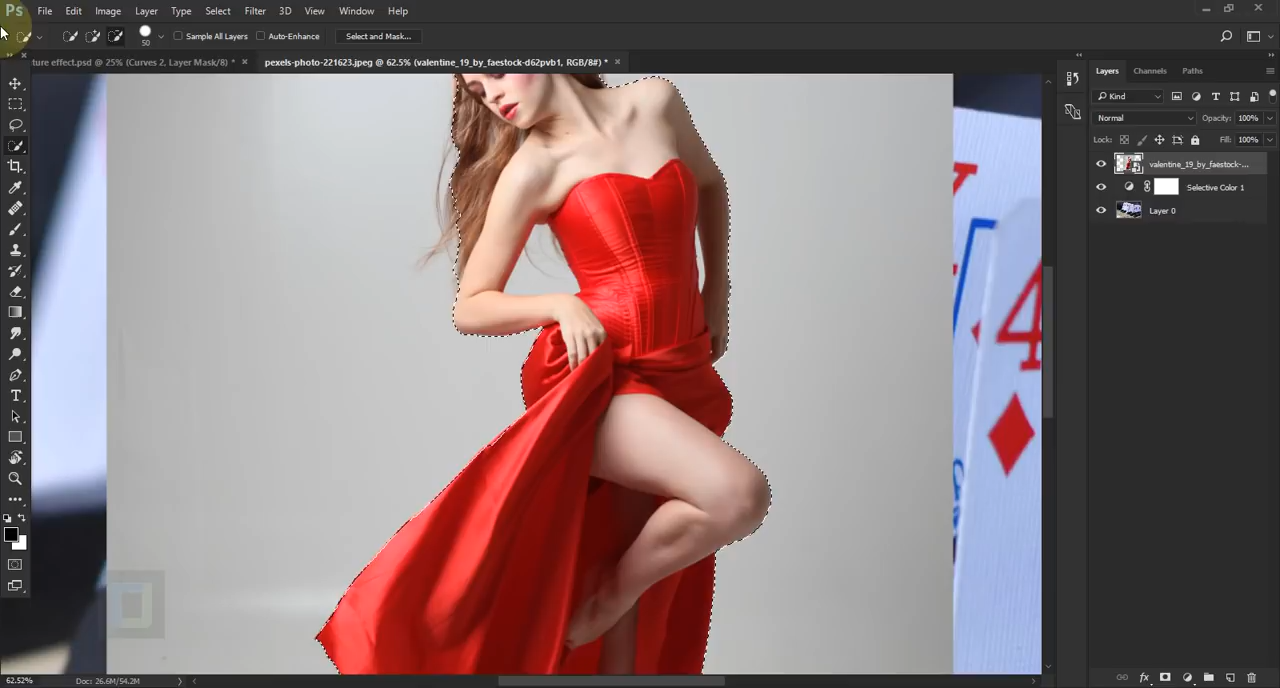 Ps File Edit Image Layer Type Select Filter 3D View Window Help
50 Sample All Layers Auto-Enhance Select and Mask...
ture effect.psd @ 25% (Curves 2, Layer Mask/8) * × pexels-photo-221623.jpeg @ 62.5% (valentine_19_by_faestock-d62pvb1, RGB/8#) * ×
Layers Channels Paths
Kind
Normal Opacity: 100%
Lock: Fill: 100%
valentine_19_by_faestock-...
Selective Color 1
Layer 0
4
62.52% Doc: 26.6M/54.2M
fx